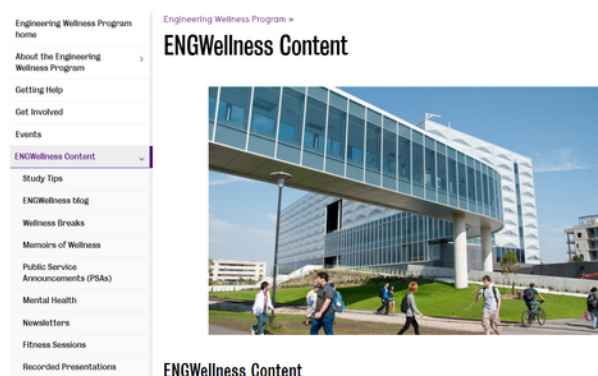 Engineering Wellness Program
home
About the Engineering
Wellness Program
Getting Help
Get Involved
Events
ENGWellness Content
Study Tips
ENGWellness blog
Wellness Breaks
Memoirs of Wellness
Public Service
Announcements (PSAs)
Mental Health
Newsletters
Fitness Sessions
Recorded Presentations
Engineering Wellness Program »
ENGWellness Content
ENGWellness Content